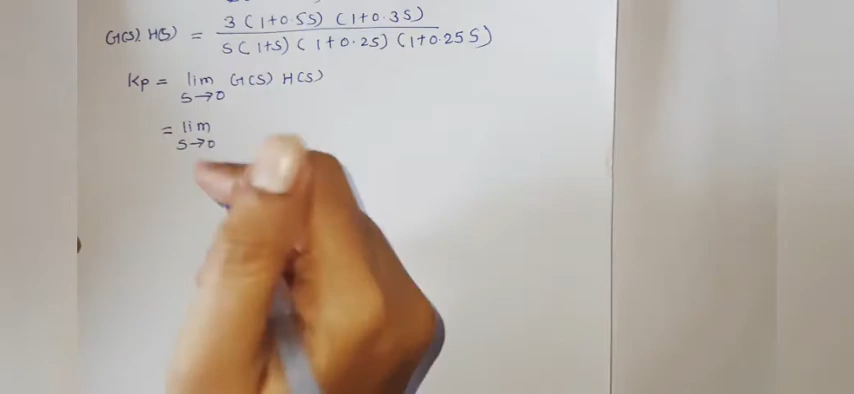 G(S) H(S) = 3 (1+0.5S) (1+0.3S) / S (1+S) (1+0.2S) (1+0.25S)
Kp = lim S→0 G(S) H(S)
= lim S→0